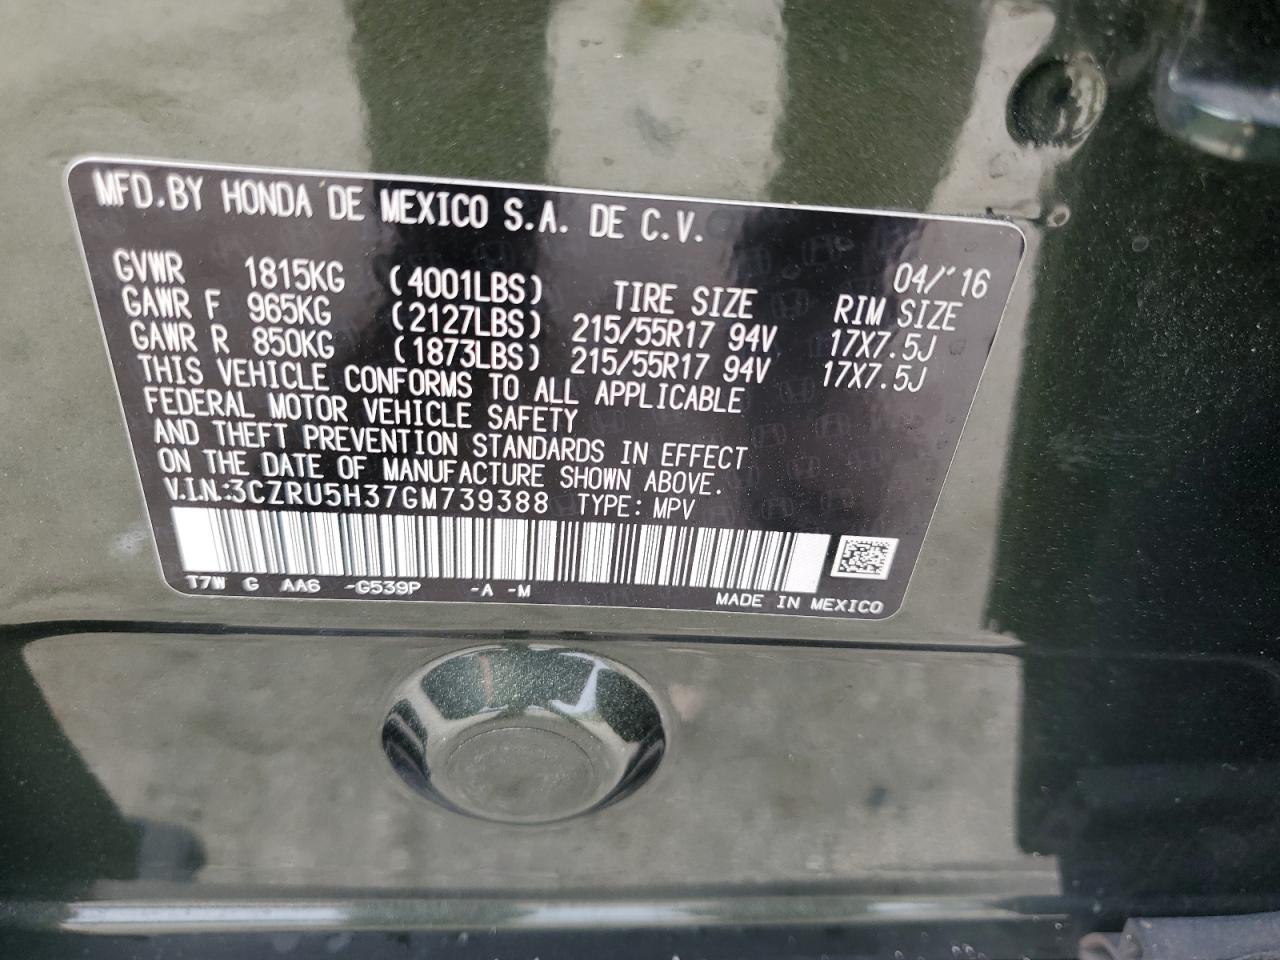 MFD.BY HONDA DE MEXICO S.A. DE C.V.
04/'16
GVWR 1815KG (4001LBS) TIRE SIZE RIM SIZE
GAWR F 965KG (2127LBS) 215/55R17 94V 17X7.5J
GAWR R 850KG (1873LBS) 215/55R17 94V 17X7.5J
THIS VEHICLE CONFORMS TO ALL APPLICABLE
FEDERAL MOTOR VEHICLE SAFETY
AND THEFT PREVENTION STANDARDS IN EFFECT
ON THE DATE OF MANUFACTURE SHOWN ABOVE.
V.I.N.:3CZRU5H37GM739388 TYPE: MPV
T7W G AA6 -G539P -A -M
MADE IN MEXICO